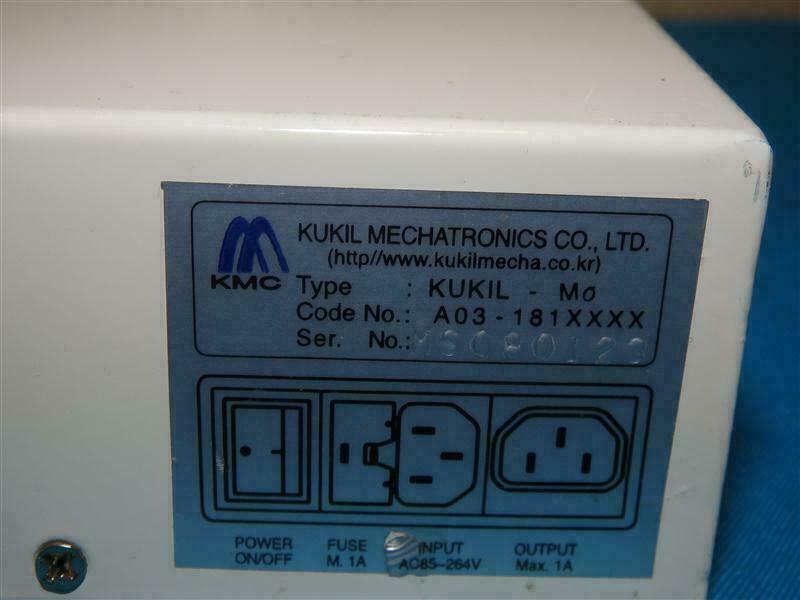 KUKIL MECHATRONICS CO., LTD.
(http//www.kukilmecha.co.kr)
KMC
Type : KUKIL - Mσ
Code No.: A03-181XXXX
Ser. No.:
POWER ON/OFF
FUSE M. 1A
INPUT AC85~264V
OUTPUT Max. 1A